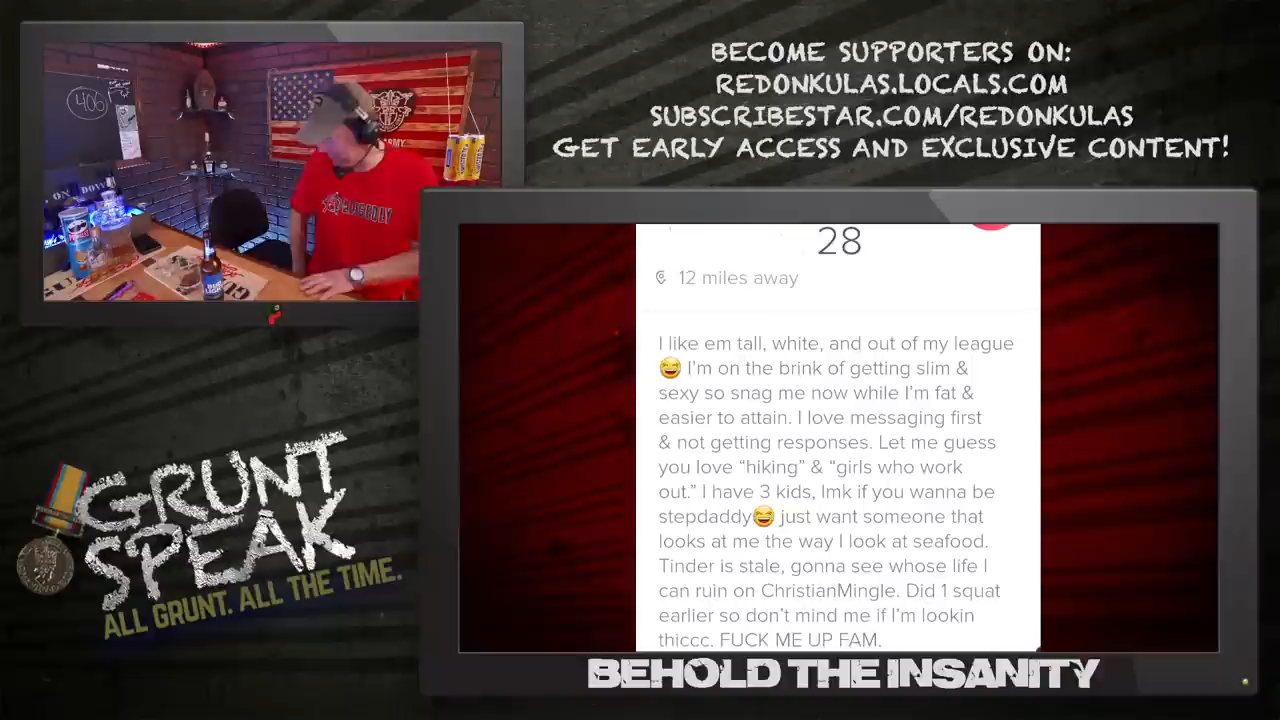 BECOME SUPPORTERS ON:
REDONKULAS.LOCALS.COM
SUBSCRIBESTAR.COM/REDONKULAS
GET EARLY ACCESS AND EXCLUSIVE CONTENT!
406
ARMY
BUD
LIGHT
28
12 miles away
I like em tall, white, and out of my league
😆 I'm on the brink of getting slim &
sexy so snag me now while I'm fat &
easier to attain. I love messaging first
& not getting responses. Let me guess
you love “hiking” & “girls who work
out.” I have 3 kids, lmk if you wanna be
stepdaddy😆 just want someone that
looks at me the way I look at seafood.
Tinder is stale, gonna see whose life I
can ruin on ChristianMingle. Did 1 squat
earlier so don't mind me if I'm lookin
thiccc. FUCK ME UP FAM.
GRUNT
SPEAK
ALL GRUNT. ALL THE TIME.
BEHOLD THE INSANITY